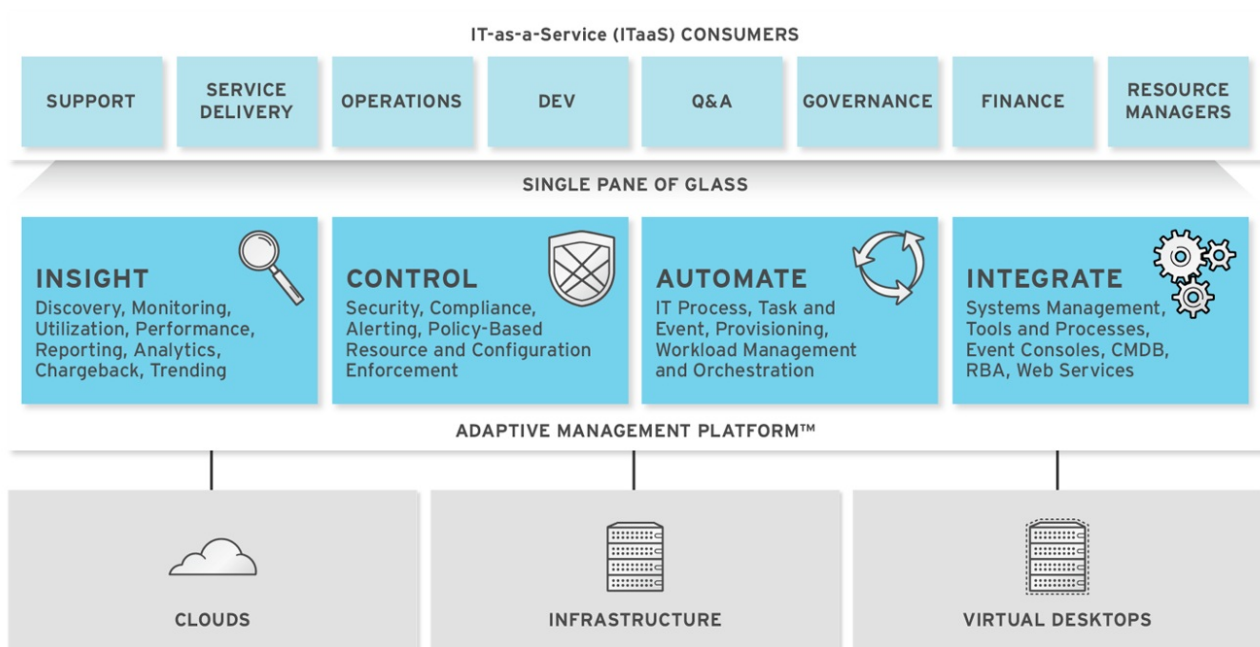 IT-as-a-Service (ITaaS) CONSUMERS
SUPPORT
SERVICE
DELIVERY
OPERATIONS
DEV
Q&A
GOVERNANCE
FINANCE
RESOURCE
MANAGERS
SINGLE PANE OF GLASS
INSIGHT
Discovery, Monitoring,
Utilization, Performance,
Reporting, Analytics,
Chargeback, Trending
CONTROL
Security, Compliance,
Alerting, Policy-Based
Resource and Configuration
Enforcement
AUTOMATE
IT Process, Task and
Event, Provisioning,
Workload Management
and Orchestration
INTEGRATE
Systems Management,
Tools and Processes,
Event Consoles, CMDB,
RBA, Web Services
ADAPTIVE MANAGEMENT PLATFORM™
CLOUDS
INFRASTRUCTURE
VIRTUAL DESKTOPS